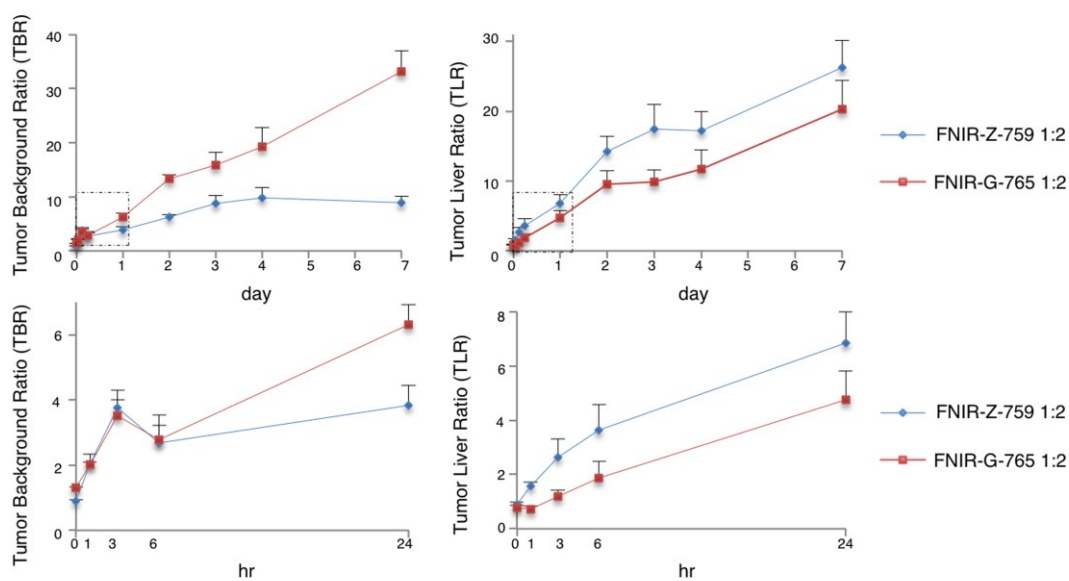 Tumor Background Ratio (TBR)
40
30
20
10
0
0 1 2 3 4 5 6 7
day
Tumor Liver Ratio (TLR)
30
20
10
0
0 1 2 3 4 5 6 7
day
FNIR-Z-759 1:2
FNIR-G-765 1:2
Tumor Background Ratio (TBR)
6
4
2
0
0 1 3 6 24
hr
Tumor Liver Ratio (TLR)
8
6
4
2
0
0 1 3 6 24
hr
FNIR-Z-759 1:2
FNIR-G-765 1:2